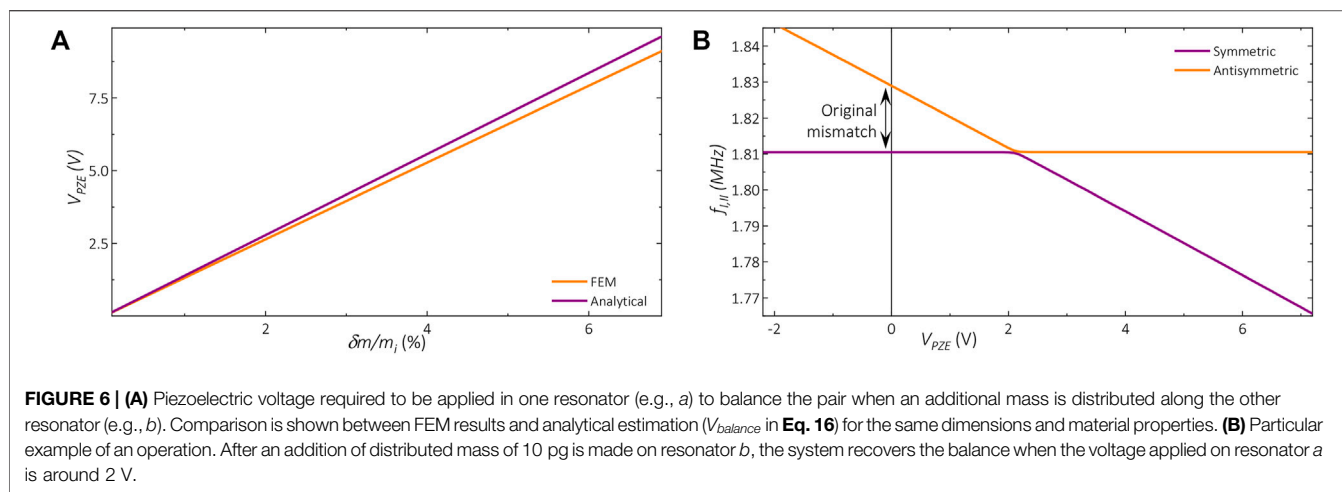 A
V_PZE (V)
7.5
5.0
2.5
2
4
6
δm/m_i (%)
FEM
Analytical
B
f_I,II (MHz)
1.84
1.83
1.82
1.81
1.80
1.79
1.78
1.77
-2
0
2
4
6
V_PZE (V)
Symmetric
Antisymmetric
Original
mismatch
FIGURE 6 | (A) Piezoelectric voltage required to be applied in one resonator (e.g., a) to balance the pair when an additional mass is distributed along the other
resonator (e.g., b). Comparison is shown between FEM results and analytical estimation (V_balance in Eq. 16) for the same dimensions and material properties. (B) Particular
example of an operation. After an addition of distributed mass of 10 pg is made on resonator b, the system recovers the balance when the voltage applied on resonator a
is around 2 V.